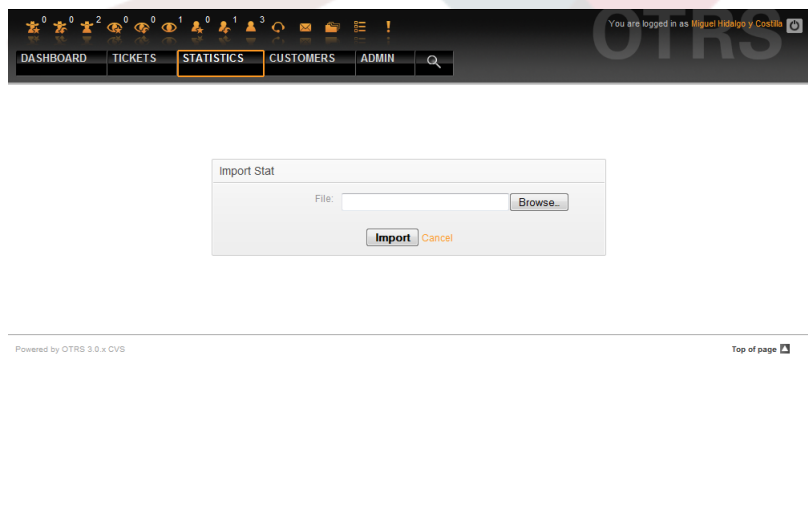 0 0 2 0 0 1 0 1 3
You are logged in as Miguel Hidalgo y Costilla
OTRS
DASHBOARD TICKETS STATISTICS CUSTOMERS ADMIN
Import Stat
File: Browse...
Import Cancel
Powered by OTRS 3.0.x CVS
Top of page